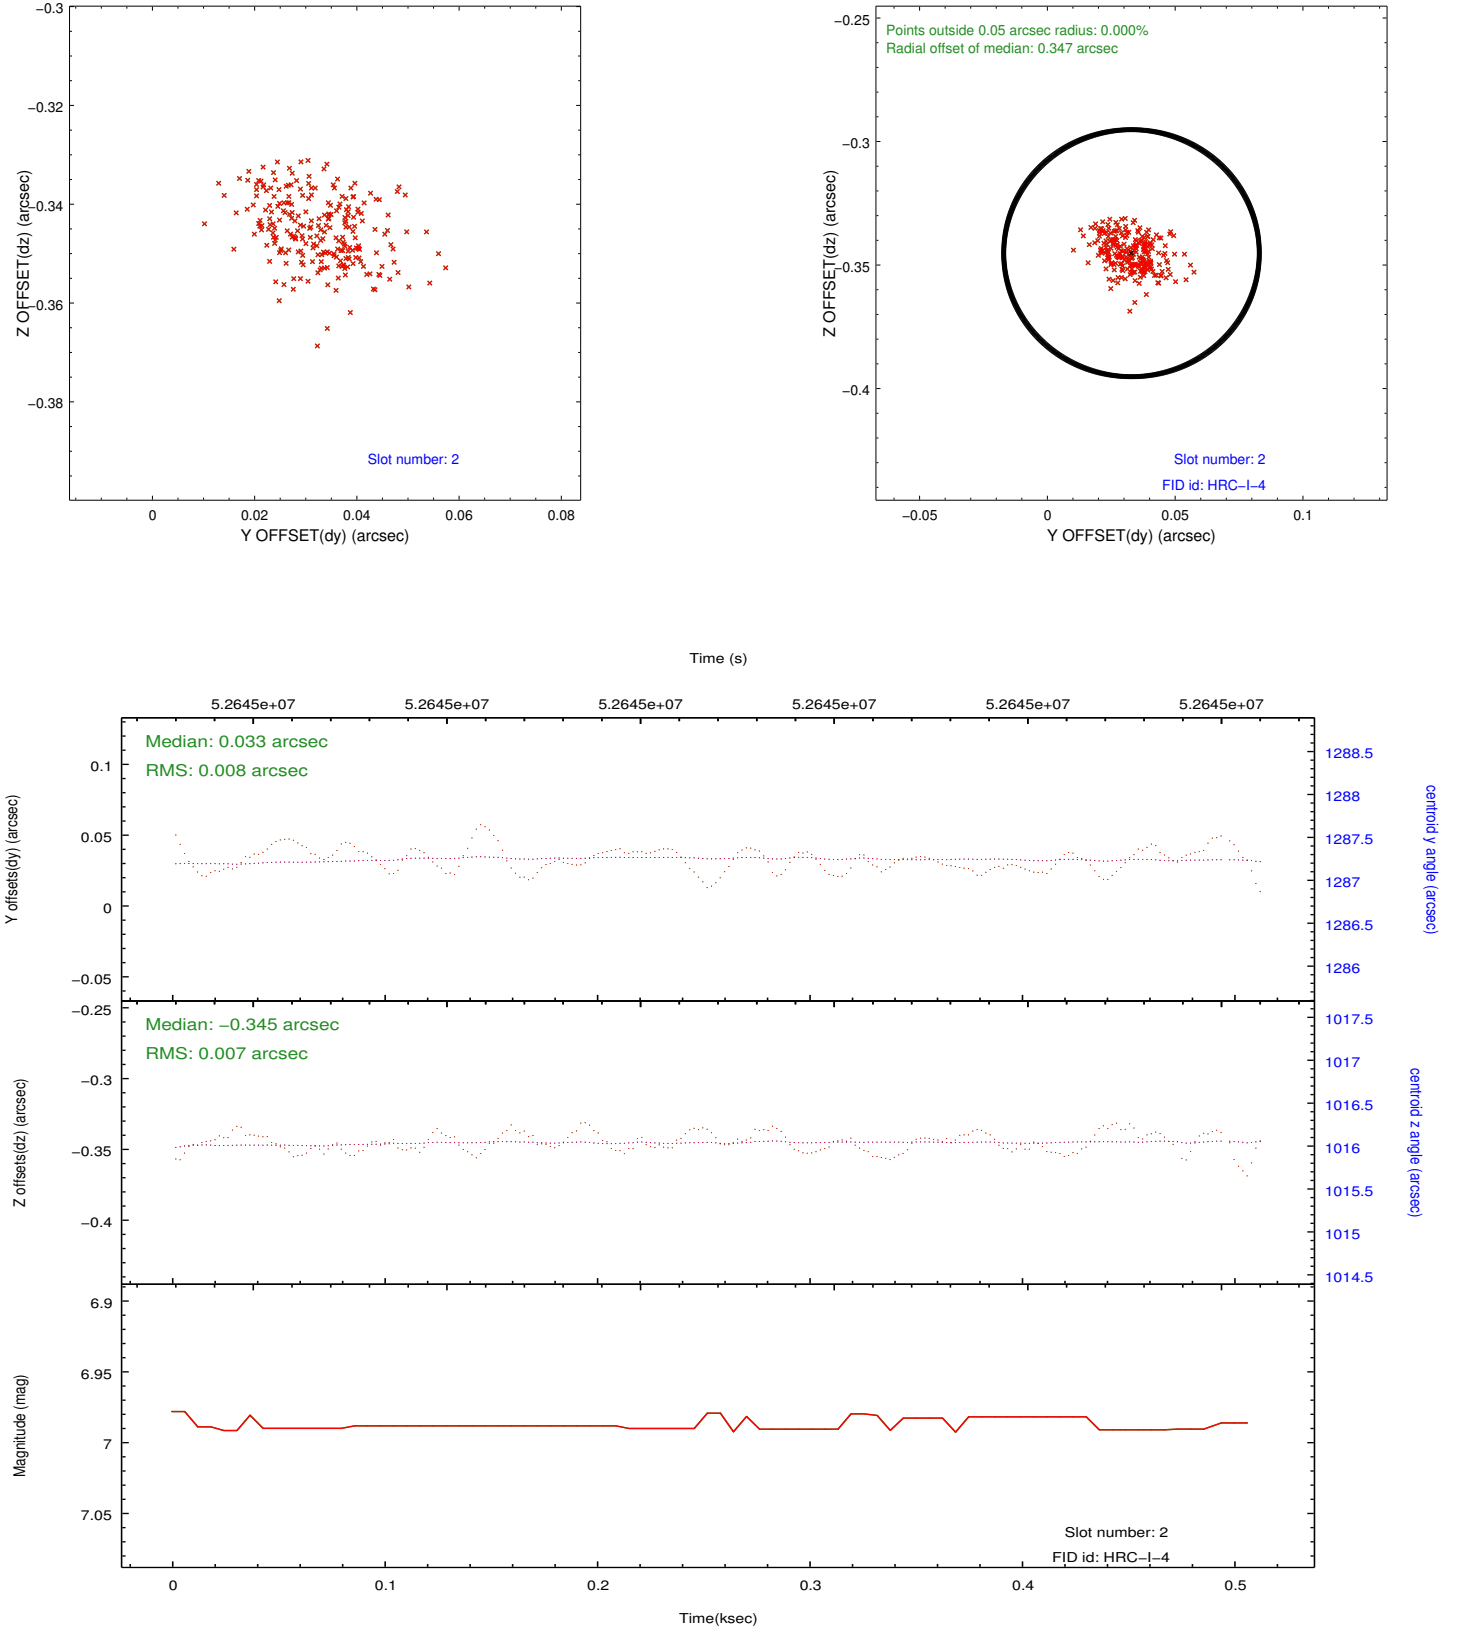 −0.3
−0.32
−0.34
−0.36
−0.38
Z OFFSET(dz) (arcsec)
Slot number: 2
0 0.02 0.04 0.06 0.08
Y OFFSET(dy) (arcsec)
Points outside 0.05 arcsec radius: 0.000%
Radial offset of median: 0.347 arcsec
−0.25
−0.3
−0.35
−0.4
Z OFFSET(dz) (arcsec)
Slot number: 2
FID id: HRC−I−4
−0.05 0 0.05 0.1
Y OFFSET(dy) (arcsec)
Time (s)
5.2645e+07 5.2645e+07 5.2645e+07 5.2645e+07 5.2645e+07 5.2645e+07
Median: 0.033 arcsec
RMS: 0.008 arcsec
0.1
0.05
0
−0.05
Y offsets(dy) (arcsec)
1288.5
1288
1287.5
1287
1286.5
1286
centroid y angle (arcsec)
Median: −0.345 arcsec
RMS: 0.007 arcsec
−0.25
−0.3
−0.35
−0.4
Z offsets(dz) (arcsec)
1017.5
1017
1016.5
1016
1015.5
1015
1014.5
centroid z angle (arcsec)
6.9
6.95
7
7.05
Magnitude (mag)
Slot number: 2
FID id: HRC−I−4
0 0.1 0.2 0.3 0.4 0.5
Time(ksec)